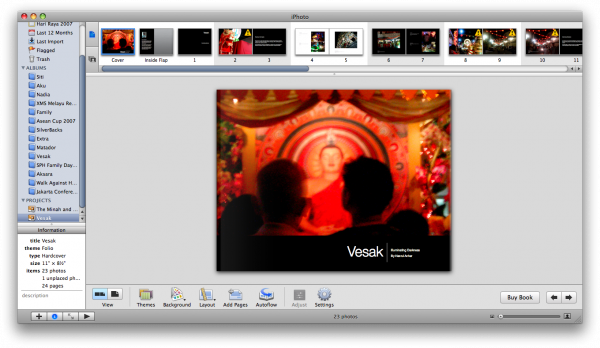 iPhoto
Hari Raya 2007
Last 12 Months
Last Import
Flagged
Trash
ALBUMS
Siti
Aku
Nadia
XMS Melayu Re...
Family
Asean Cup 2007
SilverBacks
Extra
Matador
Vesak
SPH Family Day...
Aksara
Walk Against H...
Jakarta Confere...
PROJECTS
The Minah and ...
Vesak
Information
title Vesak
theme Folio
type Hardcover
size 11" x 8½"
items 23 photos
1 unplaced ph...
24 pages
description
Cover
Inside Flap
1
2
3
4
5
6
7
8
9
10
11
Vesak
Illuminating Darkness
View
Themes
Background
Layout
Add Pages
Autoflow
Adjust
Settings
Buy Book
23 photos